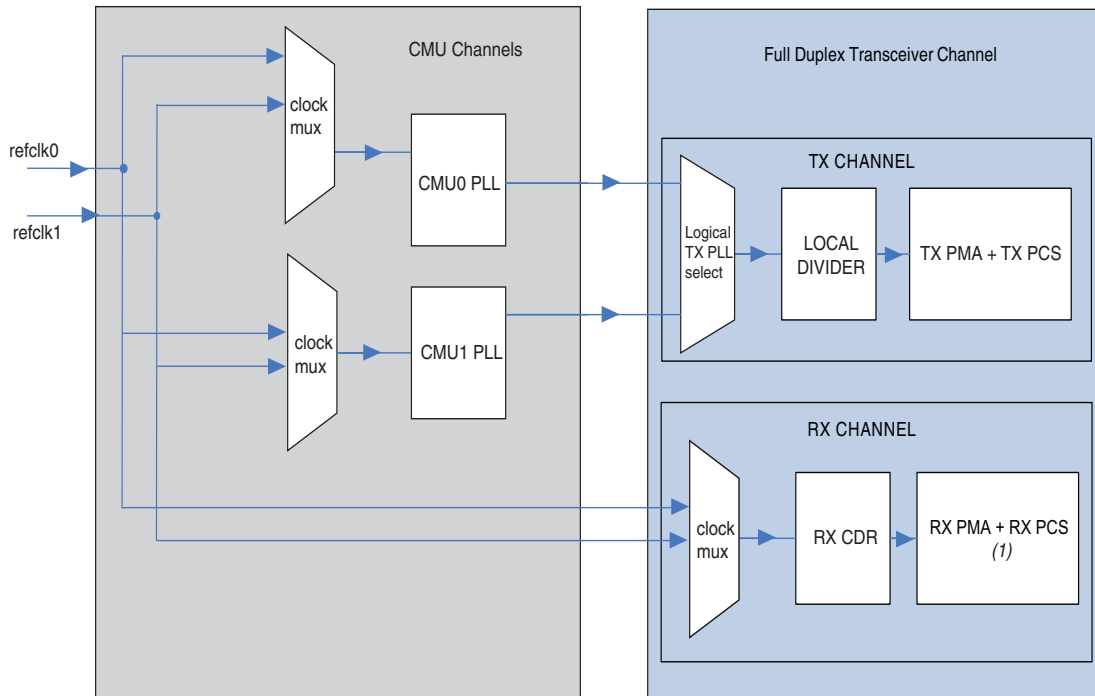 CMU Channels
Full Duplex Transceiver Channel
refclk0
refclk1
clock
mux
CMU0 PLL
clock
mux
CMU1 PLL
TX CHANNEL
Logical
TX PLL
select
LOCAL
DIVIDER
TX PMA + TX PCS
RX CHANNEL
clock
mux
RX CDR
RX PMA + RX PCS
(1)